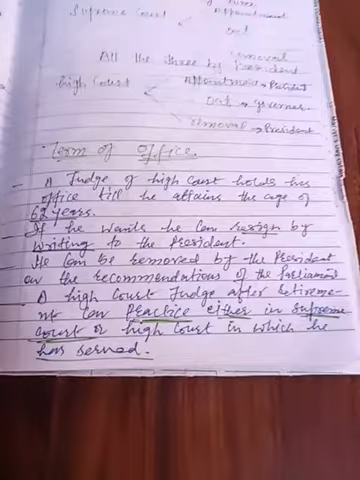 Supreme Court Appointment
Oath
Removal
All the three by President
High Court Appointment → President
Oath → Governor.
removal → President
Term of office.
- A Judge of high Court holds his
office till he attains the age of
62 years.
- If he wants he can resign by
writing to the President.
- He can be removed by the President
on the recommendations of the Parliament
- A high Court Judge after retireme-
nt can Practice either in supreme
Court or high Court in which he
has served.